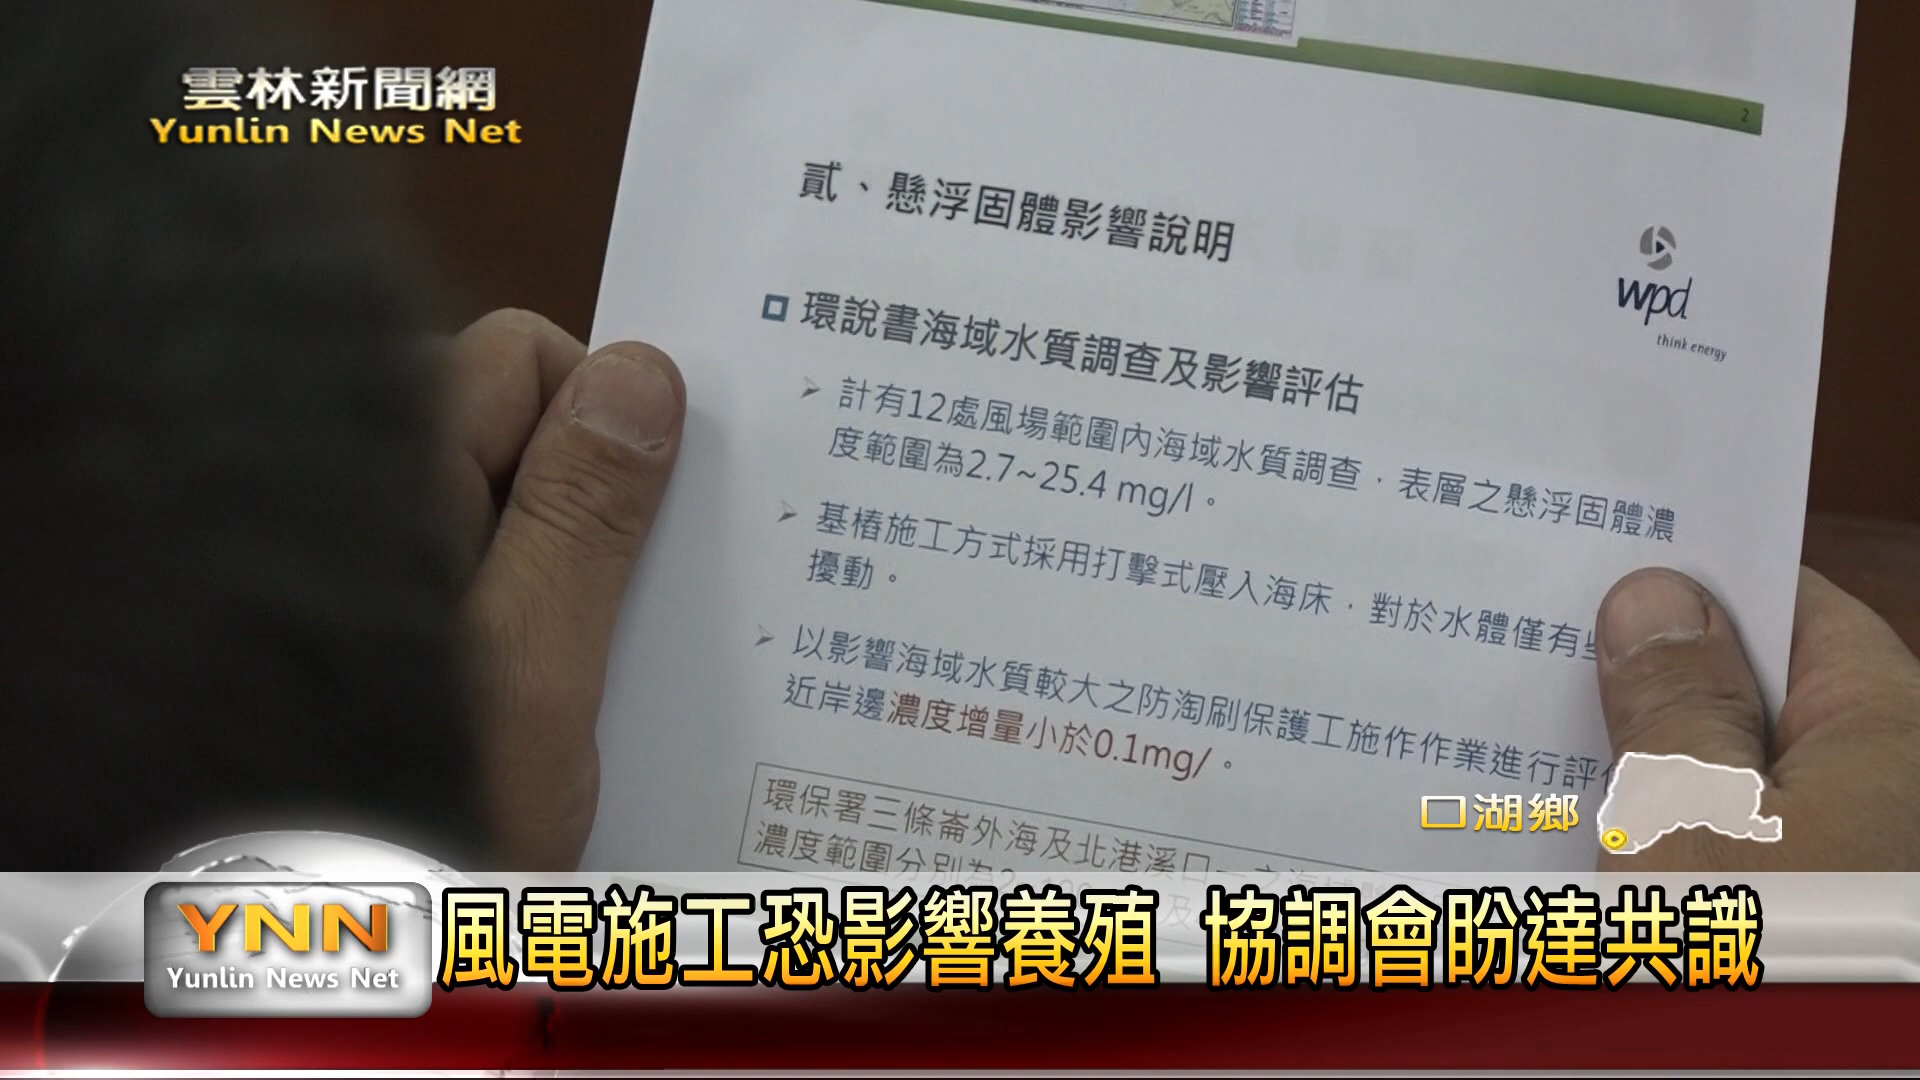 雲林新聞網
Yunlin News Net
2
貳、懸浮固體影響說明
wpd
think energy
環說書海域水質調查及影響評估
計有12處風場範圍內海域水質調查，表層之懸浮固體濃
度範圍為2.7~25.4 mg/l。
基樁施工方式採用打擊式壓入海床，對於水體僅有些
擾動。
以影響海域水質較大之防淘刷保護工施作作業進行評
近岸邊濃度增量小於0.1mg/。
環保署三條崙外海及北港溪口
濃度範圍分別為
口湖鄉
YNN
Yunlin News Net
風電施工恐影響養殖 協調會盼達共識